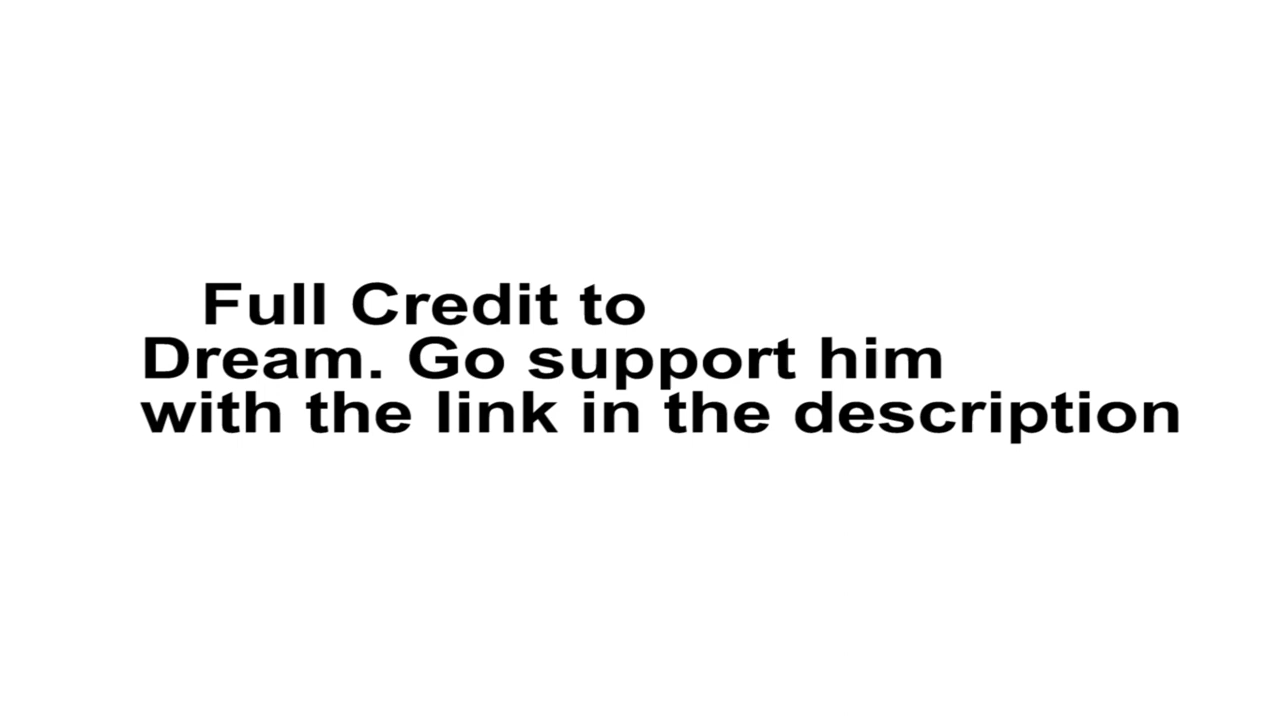 Full Credit to
Dream. Go support him
with the link in the description